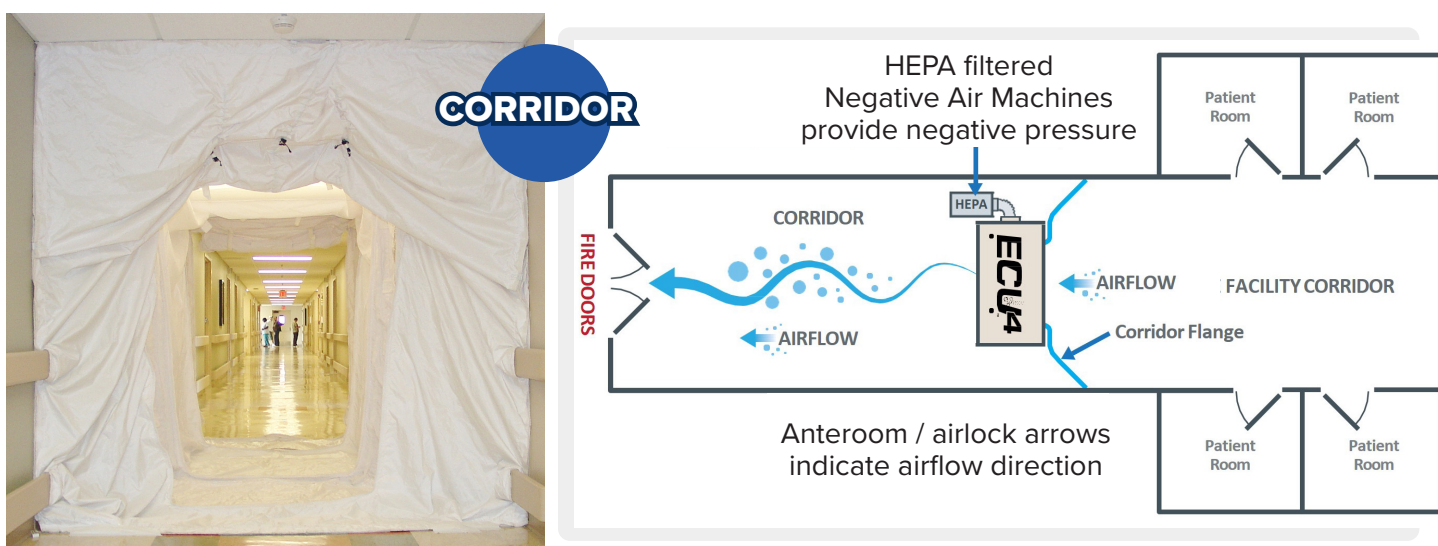 CORRIDOR
HEPA filtered
Negative Air Machines
provide negative pressure
Patient
Room
Patient
Room
HEPA
CORRIDOR
FIRE DOORS
ECU4
AIRFLOW
FACILITY CORRIDOR
AIRFLOW
Corridor Flange
Anteroom / airlock arrows
indicate airflow direction
Patient
Room
Patient
Room